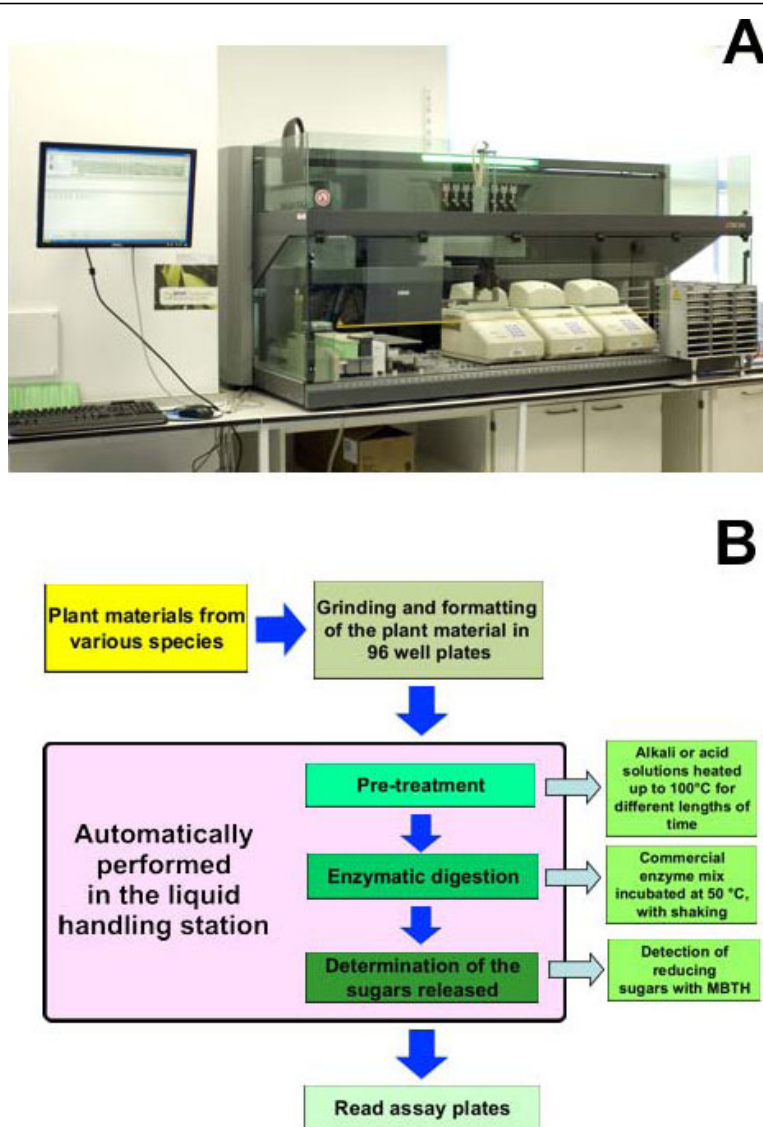 A
B
Plant materials from
various species
Grinding and formatting
of the plant material in
96 well plates
Automatically
performed
in the liquid
handling station
Pre-treatment
Alkali or acid
solutions heated
up to 100°C for
different lengths of
time
Enzymatic digestion
Commercial
enzyme mix
incubated at 50 °C,
with shaking
Determination of the
sugars released
Detection of
reducing
sugars with MBTH
Read assay plates